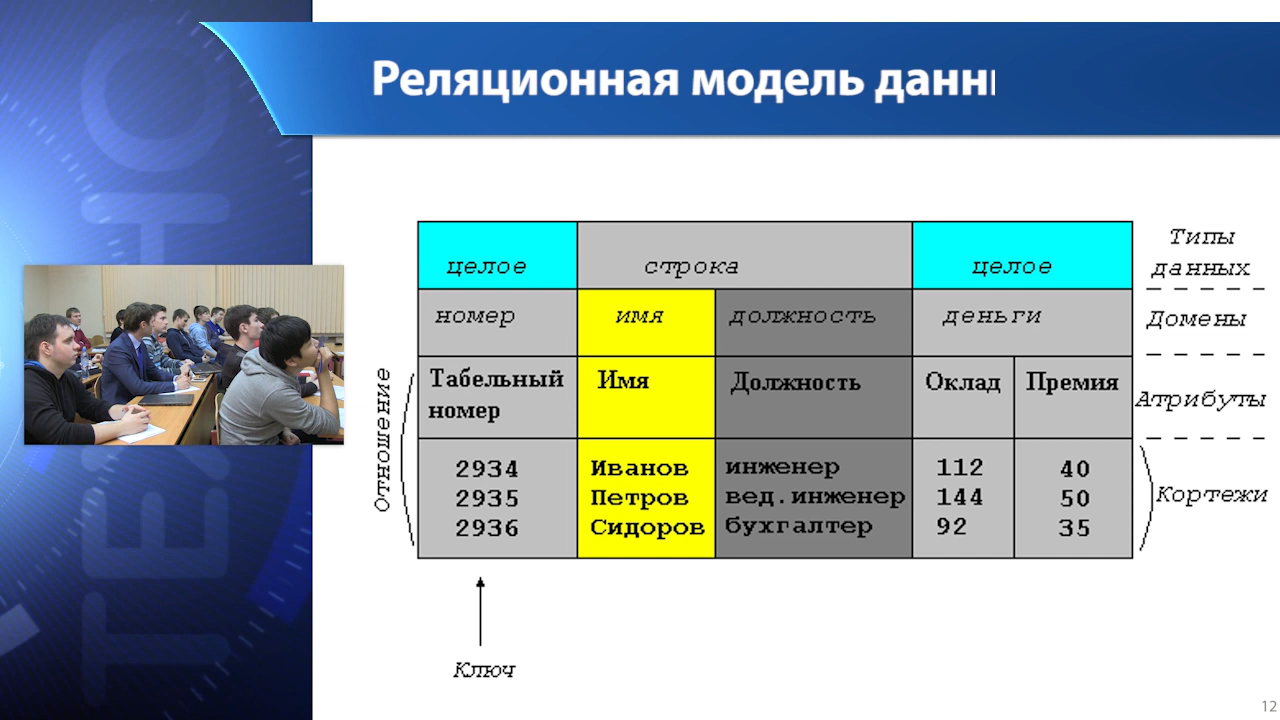 Реляционная модель данн
целое строка целое Типы
данных
номер имя должность деньги Домены
Табельный Имя Должность Оклад Премия Атрибуты
номер
Отношение
2934 Иванов инженер 112 40
2935 Петров вед.инженер 144 50 Кортежи
2936 Сидоров бухгалтер 92 35
Ключ
12
ТЕХНО